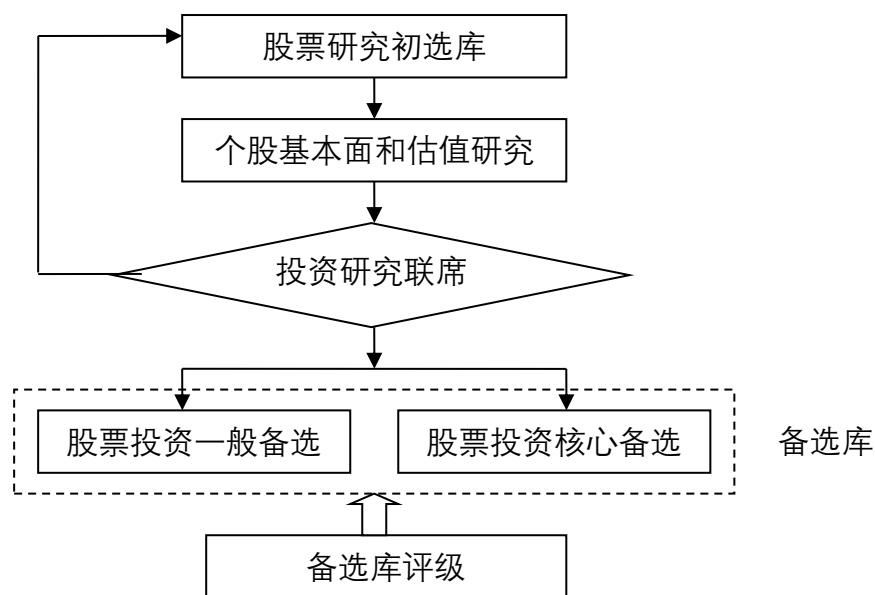 股票研究初选库
个股基本面和估值研究
投资研究联席
股票投资一般备选
股票投资核心备选
备选库
备选库评级